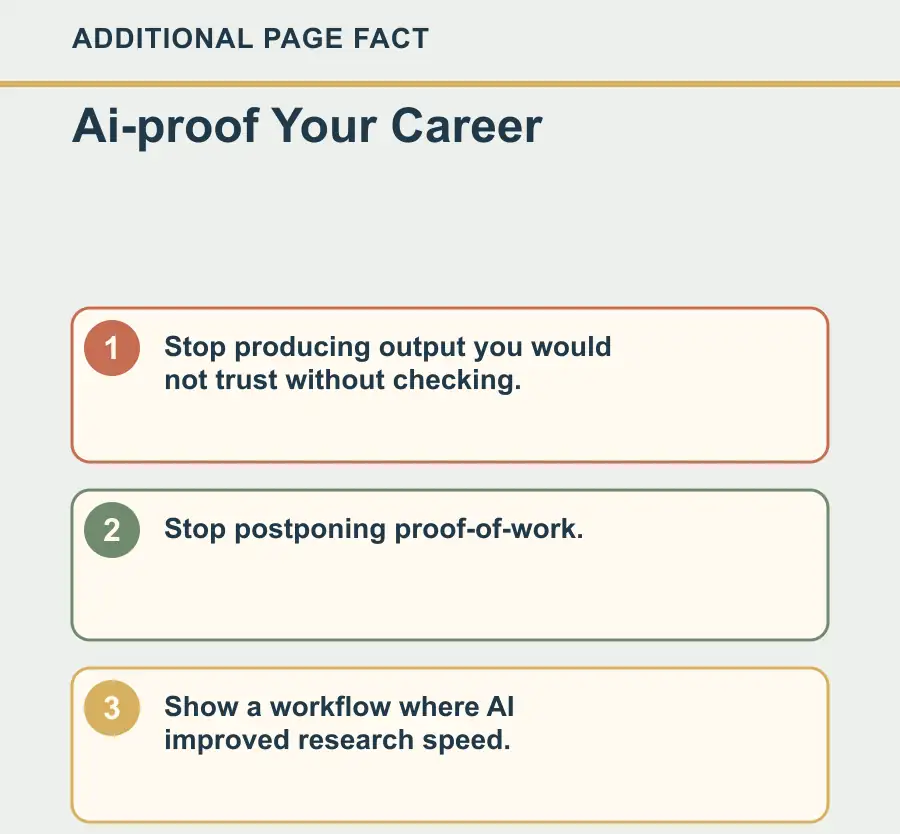 ADDITIONAL PAGE FACT
Ai-proof Your Career
1
Stop producing output you would
not trust without checking.
2
Stop postponing proof-of-work.
3
Show a workflow where AI
improved research speed.